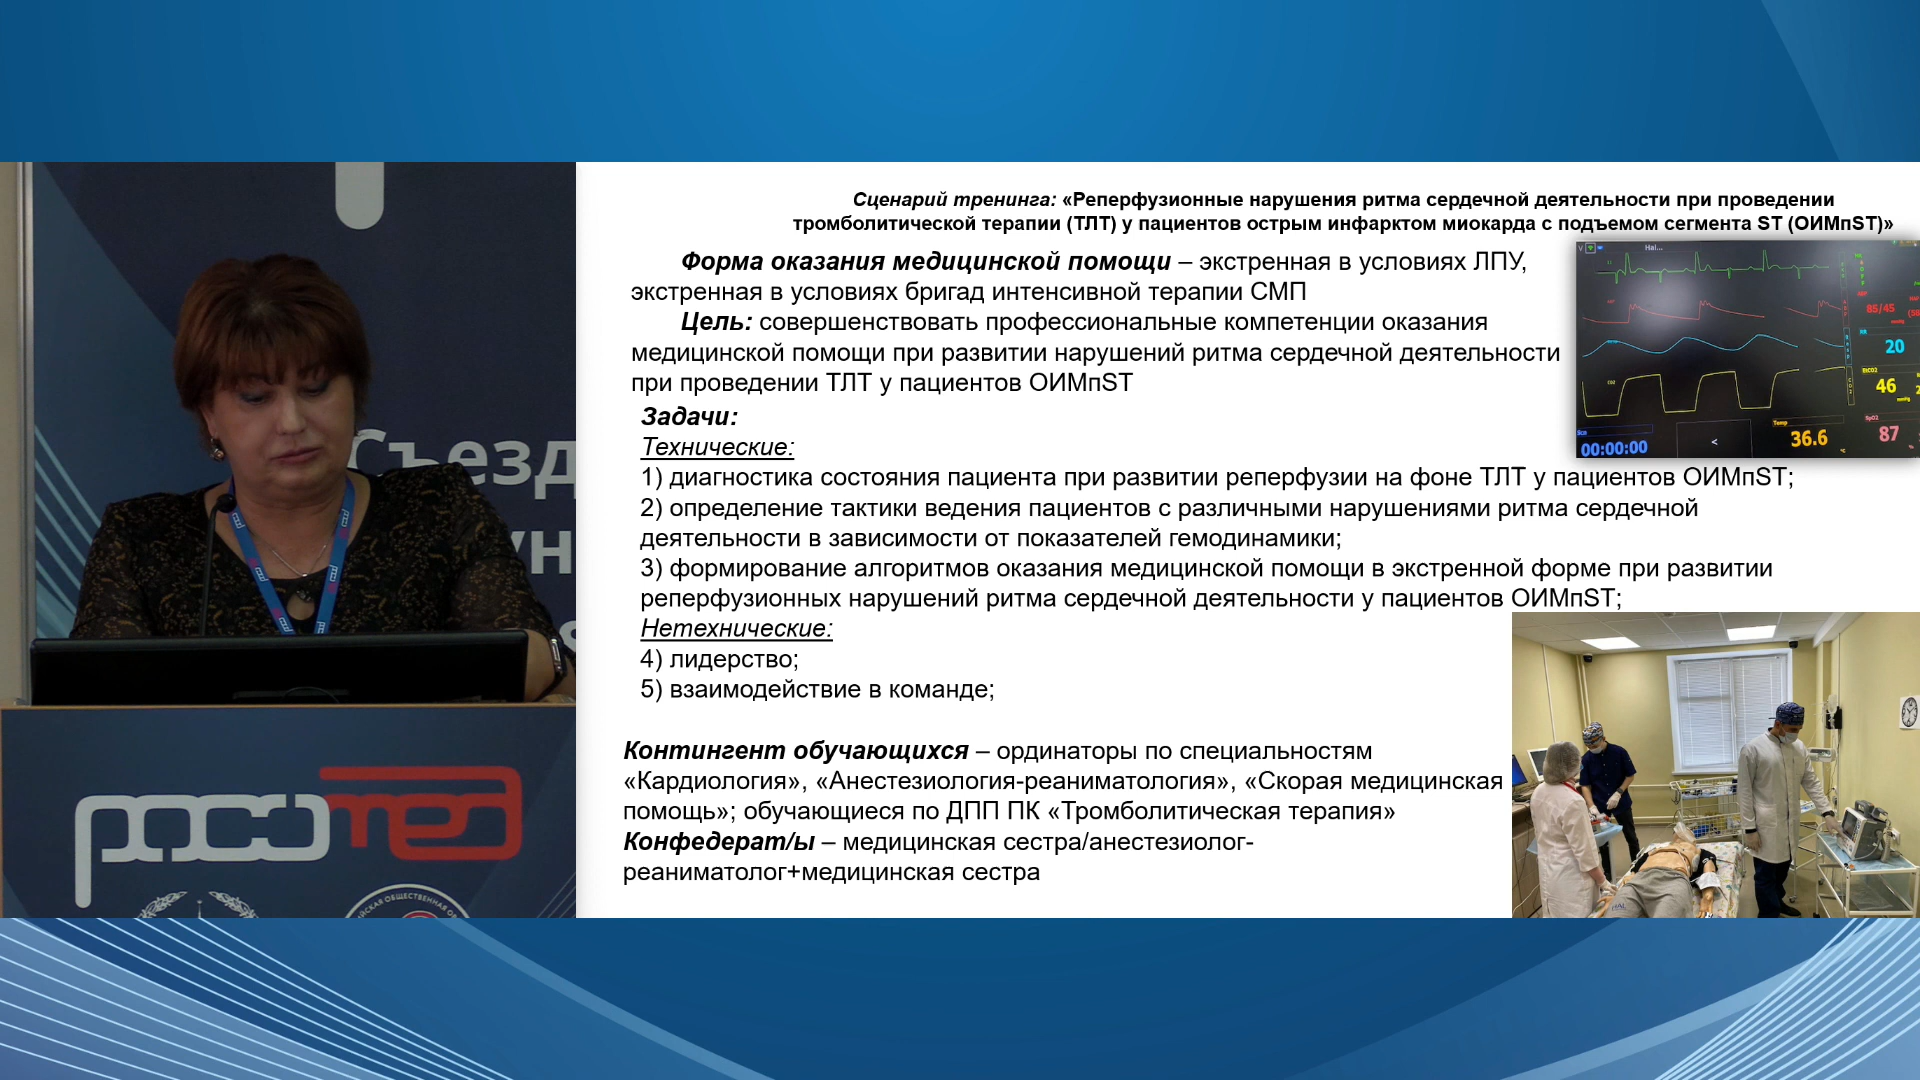 Сценарий тренинга: «Реперфузионные нарушения ритма сердечной деятельности при проведении
тромболитической терапии (ТЛТ) у пациентов острым инфарктом миокарда с подъемом сегмента ST (ОИМпST)»
Форма оказания медицинской помощи – экстренная в условиях ЛПУ,
экстренная в условиях бригад интенсивной терапии СМП
Цель: совершенствовать профессиональные компетенции оказания
медицинской помощи при развитии нарушений ритма сердечной деятельности
при проведении ТЛТ у пациентов ОИМпST
Задачи:
Технические:
1) диагностика состояния пациента при развитии реперфузии на фоне ТЛТ у пациентов ОИМпST;
2) определение тактики ведения пациентов с различными нарушениями ритма сердечной
деятельности в зависимости от показателей гемодинамики;
3) формирование алгоритмов оказания медицинской помощи в экстренной форме при развитии
реперфузионных нарушений ритма сердечной деятельности у пациентов ОИМпST;
Нетехнические:
4) лидерство;
5) взаимодействие в команде;
Контингент обучающихся – ординаторы по специальностям
«Кардиология», «Анестезиология-реаниматология», «Скорая медицинская
помощь»; обучающиеся по ДПП ПК «Тромболитическая терапия»
Конфедерат/ы – медицинская сестра/анестезиолог-
реаниматолог+медицинская сестра
Hal...
85/45
20
46
87
Temp
36.6
00:00:00
<
SpO2
Съезд
ун
росомед
HAL